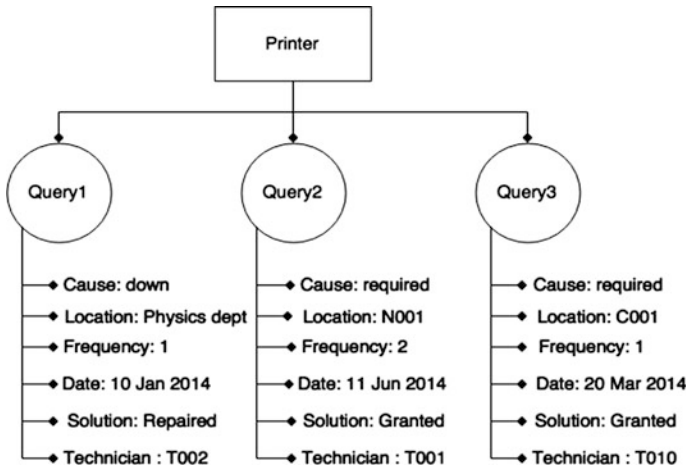 Printer
Query1
Query2
Query3
Cause: down
Location: Physics dept
Frequency: 1
Date: 10 Jan 2014
Solution: Repaired
Technician : T002
Cause: required
Location: N001
Frequency: 2
Date: 11 Jun 2014
Solution: Granted
Technician : T001
Cause: required
Location: C001
Frequency: 1
Date: 20 Mar 2014
Solution: Granted
Technician : T010